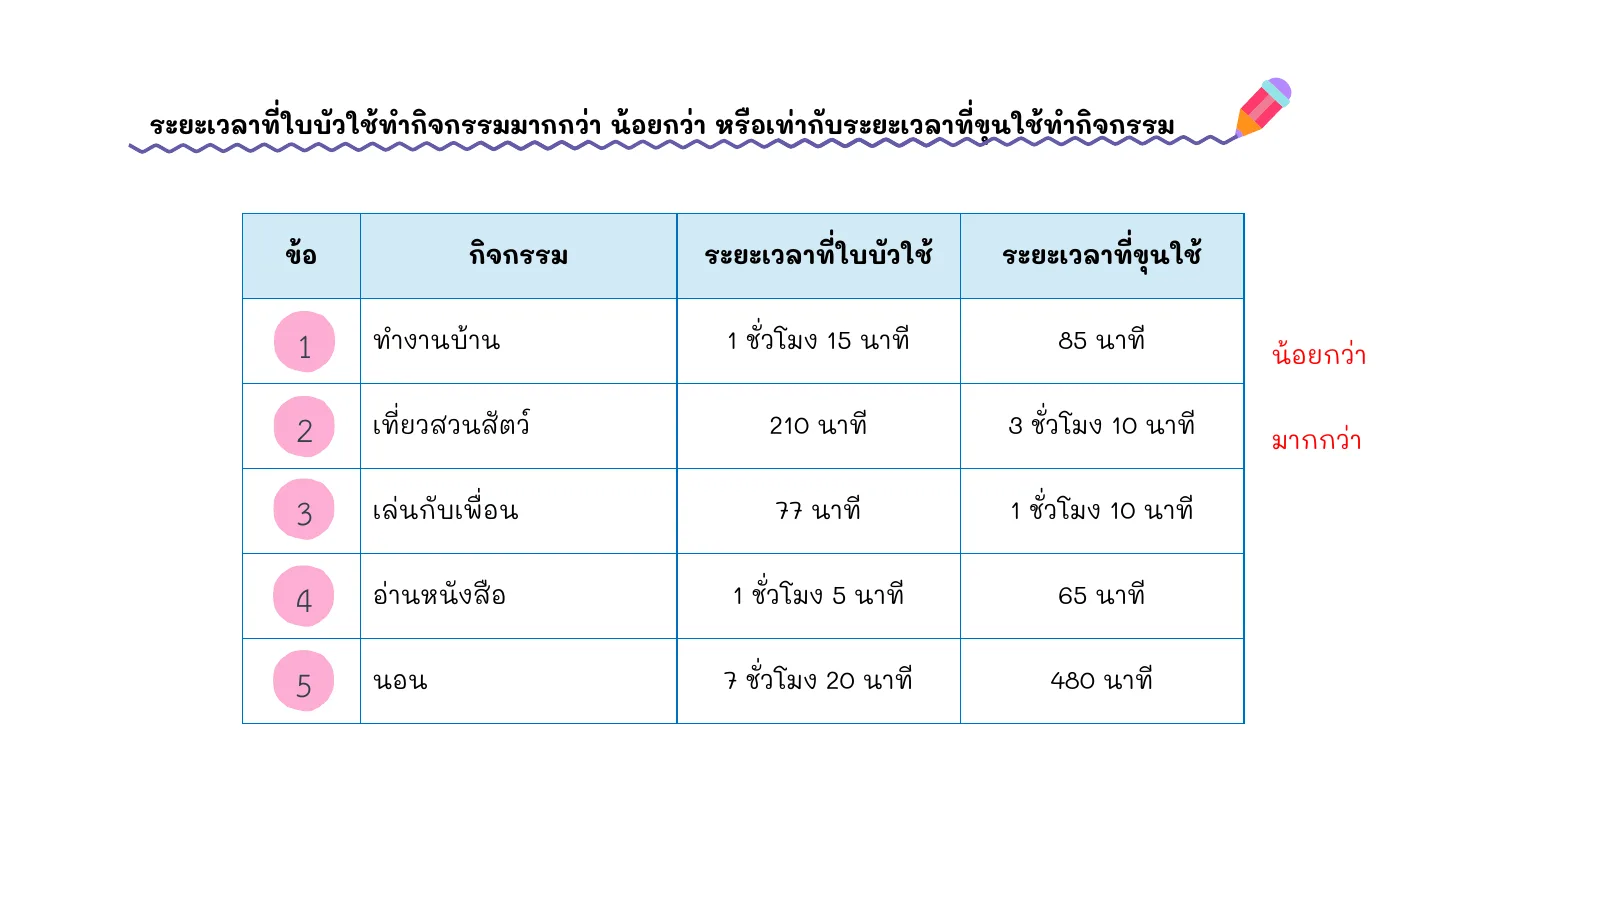 ระยะเวลาที่ใบบัวใช้ทำกิจกรรมมากกว่า น้อยกว่า หรือเท่ากับระยะเวลาที่ขุนใช้ทำกิจกรรม
ข้อ กิจกรรม ระยะเวลาที่ใบบัวใช้ ระยะเวลาที่ขุนใช้
1 ทำงานบ้าน 1 ชั่วโมง 15 นาที 85 นาที น้อยกว่า
2 เที่ยวสวนสัตว์ 210 นาที 3 ชั่วโมง 10 นาที มากกว่า
3 เล่นกับเพื่อน 77 นาที 1 ชั่วโมง 10 นาที
4 อ่านหนังสือ 1 ชั่วโมง 5 นาที 65 นาที
5 นอน 7 ชั่วโมง 20 นาที 480 นาที